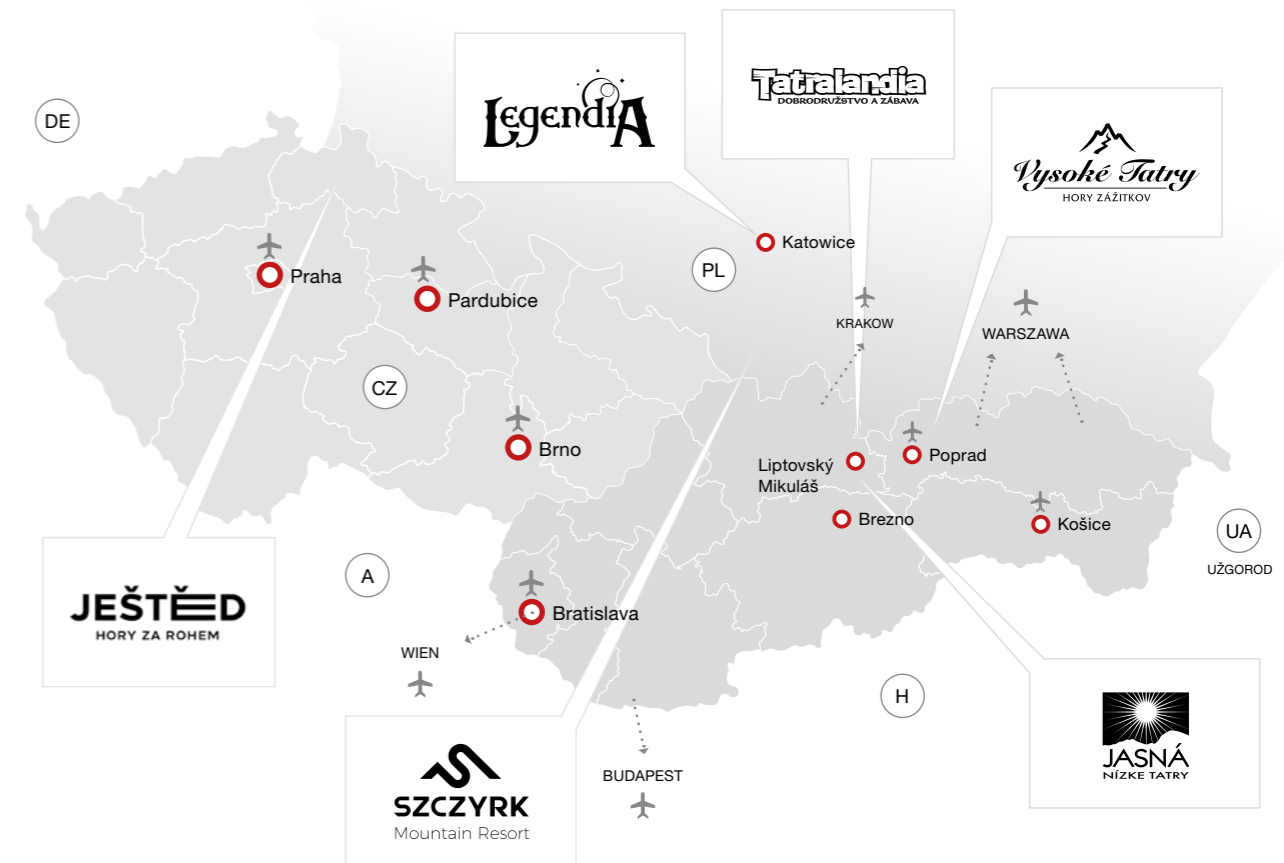 DE
LegendiA
Tatralandia
DOBRODRUŽSTVO A ZÁBAVA
Vysoké Tatry
HORY ZÁŽITKOV
Katowice
PL
Praha
Pardubice
KRAKOW
WARSZAWA
CZ
Brno
Liptovský
Mikuláš
Poprad
Brezno
Košice
UA
UŽGOROD
A
JEŠTĚD
HORY ZA ROHEM
Bratislava
WIEN
H
BUDAPEST
SZCZYRK
Mountain Resort
JASNÁ
NÍZKE TATRY